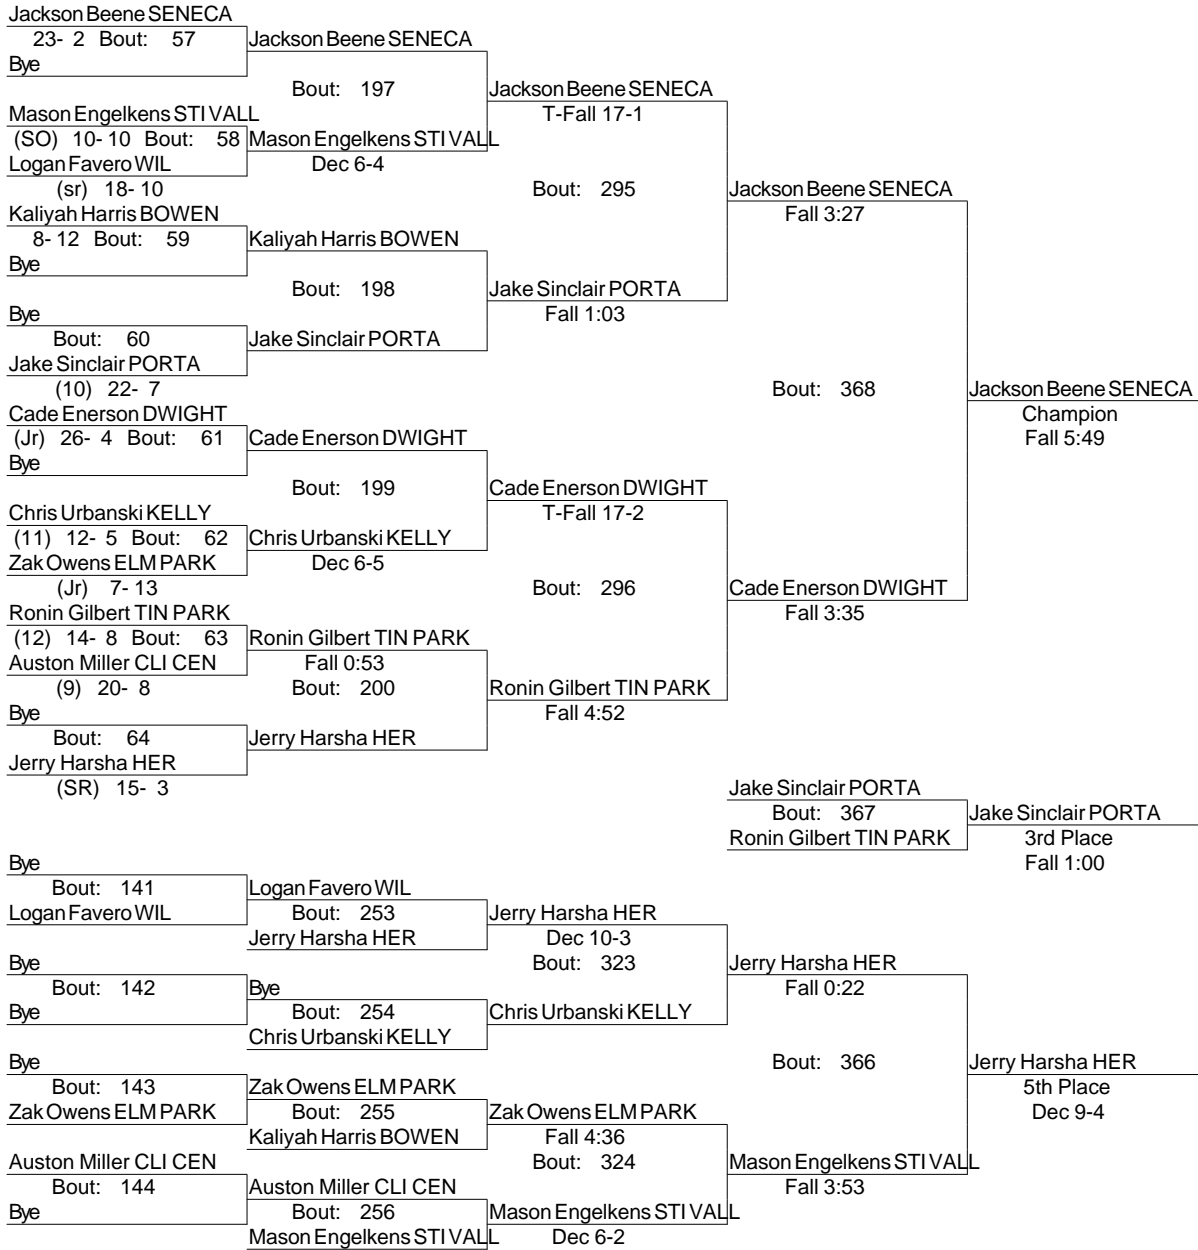 Jackson Beene SENECA
23- 2 Bout: 57 Jackson Beene SENECA
Bye
Bout: 197 Jackson Beene SENECA
Mason Engelkens STI VALL T-Fall 17-1
(SO) 10- 10 Bout: 58 Mason Engelkens STI VALL
Logan Favero WIL Dec 6-4
(sr) 18- 10 Bout: 295 Jackson Beene SENECA
Kaliyah Harris BOWEN Fall 3:27
8- 12 Bout: 59 Kaliyah Harris BOWEN
Bye
Bout: 198 Jake Sinclair PORTA
Bye Fall 1:03
Bout: 60 Jake Sinclair PORTA
Jake Sinclair PORTA
(10) 22- 7 Bout: 368 Jackson Beene SENECA
Cade Enerson DWIGHT Champion
(Jr) 26- 4 Bout: 61 Cade Enerson DWIGHT Fall 5:49
Bye
Bout: 199 Cade Enerson DWIGHT
Chris Urbanski KELLY T-Fall 17-2
(11) 12- 5 Bout: 62 Chris Urbanski KELLY
Zak Owens ELM PARK Dec 6-5
(Jr) 7- 13 Bout: 296 Cade Enerson DWIGHT
Ronin Gilbert TIN PARK Fall 3:35
(12) 14- 8 Bout: 63 Ronin Gilbert TIN PARK
Auston Miller CLI CEN Fall 0:53
(9) 20- 8 Bout: 200 Ronin Gilbert TIN PARK
Bye Fall 4:52
Bout: 64 Jerry Harsha HER
Jerry Harsha HER
(SR) 15- 3 Jake Sinclair PORTA
Bout: 367 Jake Sinclair PORTA
Ronin Gilbert TIN PARK 3rd Place
Bye Fall 1:00
Bout: 141 Logan Favero WIL
Logan Favero WIL Bout: 253 Jerry Harsha HER
Jerry Harsha HER Dec 10-3
Bye Bout: 323 Jerry Harsha HER
Bout: 142 Bye Fall 0:22
Bye Bout: 254 Chris Urbanski KELLY
Chris Urbanski KELLY
Bye Bout: 366 Jerry Harsha HER
Bout: 143 Zak Owens ELM PARK 5th Place
Zak Owens ELM PARK Bout: 255 Zak Owens ELM PARK Dec 9-4
Kaliyah Harris BOWEN Fall 4:36
Auston Miller CLI CEN Bout: 324 Mason Engelkens STI VALL
Bout: 144 Auston Miller CLI CEN Fall 3:53
Bye Bout: 256 Mason Engelkens STI VALL
Mason Engelkens STI VALL Dec 6-2